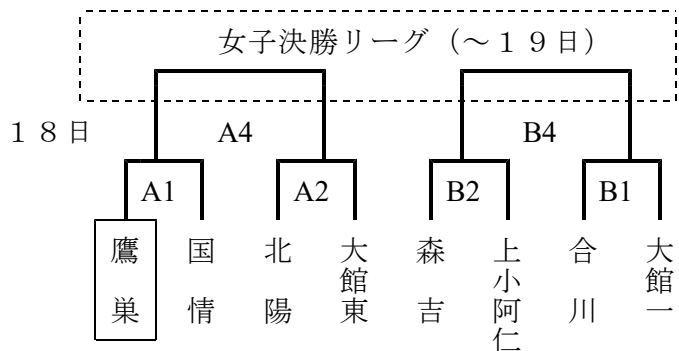 女子決勝リーグ（～１９日）
１８日
A4
B4
A1
A2
B2
B1
鷹巣
国情
北陽
大館東
森吉
上小阿仁
合川
大館一